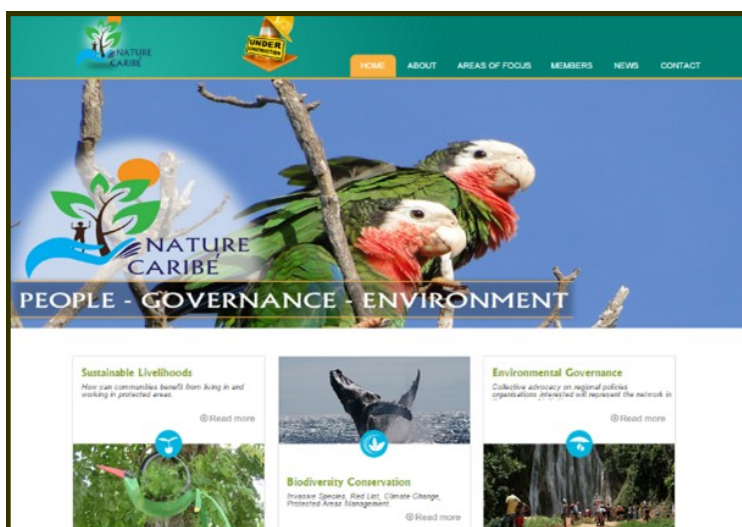 NATURE
CARIBÉ
UNDER
CONSTRUCTION
HOME ABOUT AREAS OF FOCUS MEMBERS NEWS CONTACT
NATURE
CARIBÉ
PEOPLE - GOVERNANCE - ENVIRONMENT
Sustainable Livelihoods
How can communities benefit from living in and
working in protected areas.
Read more
Biodiversity Conservation
Invasive Species, Red List, Climate Change,
Protected Areas Management.
Read more
Environmental Governance
Collective advocacy on regional policies
organisations interested will represent the network in
Read more